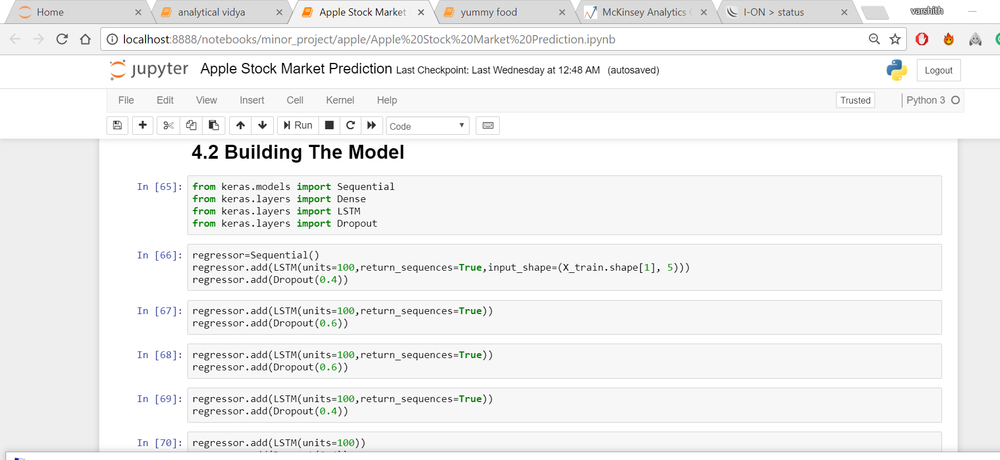 Home
analytical vidya
Apple Stock Market
yummy food
McKinsey Analytics
I-ON > status
varshith
localhost:8888/notebooks/minor_project/apple/Apple%20Stock%20Market%20Prediction.ipynb
jupyter Apple Stock Market Prediction Last Checkpoint: Last Wednesday at 12:48 AM (autosaved)
Logout
File Edit View Insert Cell Kernel Help
Trusted
Python 3
Run
Code
4.2 Building The Model
In [65]:
from keras.models import Sequential
from keras.layers import Dense
from keras.layers import LSTM
from keras.layers import Dropout
In [66]:
regressor=Sequential()
regressor.add(LSTM(units=100,return_sequences=True,input_shape=(X_train.shape[1], 5)))
regressor.add(Dropout(0.4))
In [67]:
regressor.add(LSTM(units=100,return_sequences=True))
regressor.add(Dropout(0.6))
In [68]:
regressor.add(LSTM(units=100,return_sequences=True))
regressor.add(Dropout(0.6))
In [69]:
regressor.add(LSTM(units=100,return_sequences=True))
regressor.add(Dropout(0.4))
In [70]:
regressor.add(LSTM(units=100))